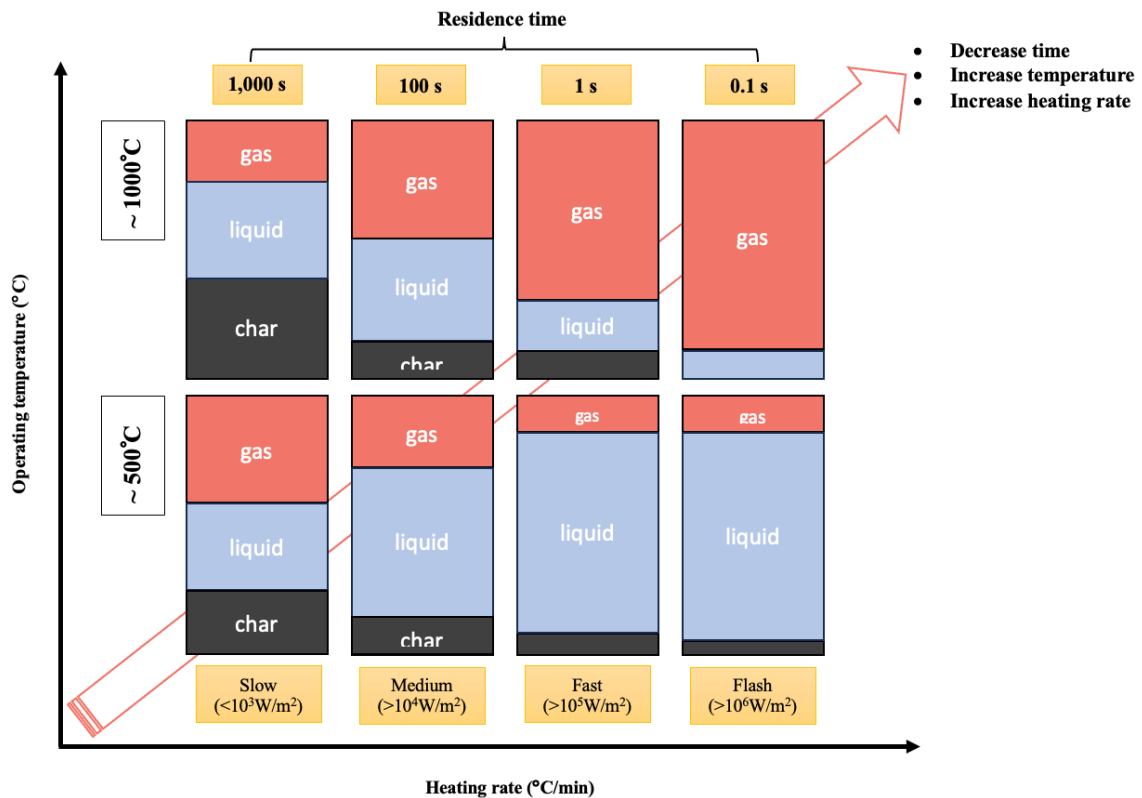 Residence time
1,000 s
100 s
1 s
0.1 s
• Decrease time
• Increase temperature
• Increase heating rate
~ 1000°C
gas
liquid
char
gas
liquid
char
gas
liquid
gas
Operating temperature (°C)
~ 500°C
gas
liquid
char
gas
liquid
char
gas
liquid
gas
liquid
Slow
(<10³W/m²)
Medium
(>10⁴W/m²)
Fast
(>10⁵W/m²)
Flash
(>10⁶W/m²)
Heating rate (°C/min)